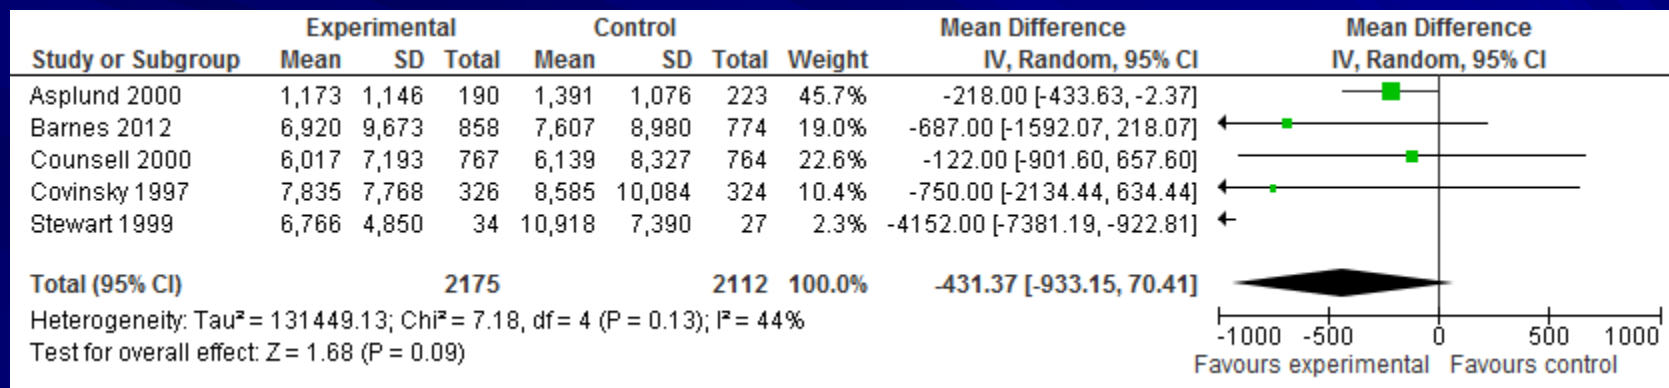 Experimental Control Mean Difference Mean Difference
Study or Subgroup Mean SD Total Mean SD Total Weight IV, Random, 95% CI IV, Random, 95% CI
Asplund 2000 1,173 1,146 190 1,391 1,076 223 45.7% -218.00 [-433.63, -2.37]
Barnes 2012 6,920 9,673 858 7,607 8,980 774 19.0% -687.00 [-1592.07, 218.07]
Counsell 2000 6,017 7,193 767 6,139 8,327 764 22.6% -122.00 [-901.60, 657.60]
Covinsky 1997 7,835 7,768 326 8,585 10,084 324 10.4% -750.00 [-2134.44, 634.44]
Stewart 1999 6,766 4,850 34 10,918 7,390 27 2.3% -4152.00 [-7381.19, -922.81]
Total (95% CI) 2175 2112 100.0% -431.37 [-933.15, 70.41]
Heterogeneity: Tau² = 131449.13; Chi² = 7.18, df = 4 (P = 0.13); I² = 44%
Test for overall effect: Z = 1.68 (P = 0.09)
-1000 -500 0 500 1000
Favours experimental Favours control